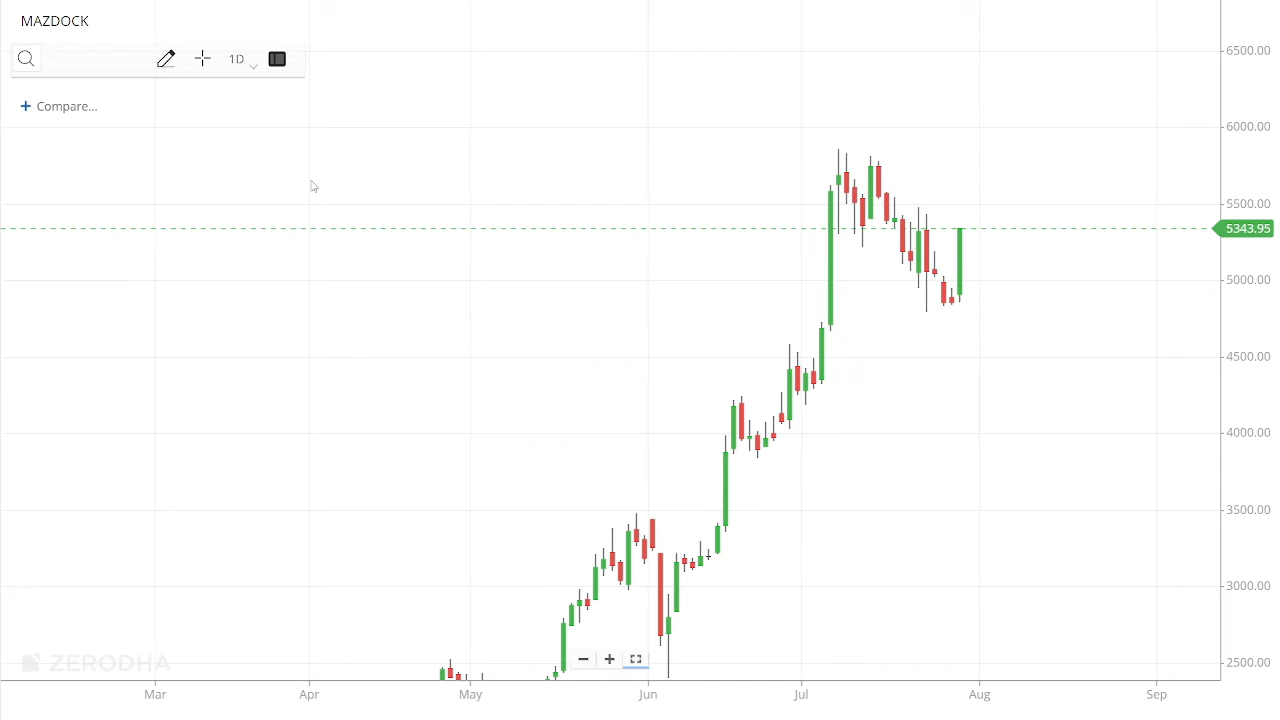 MAZDOCK
1D
+ Compare...
6500.00
6000.00
5500.00
5343.95
5000.00
4500.00
4000.00
3500.00
3000.00
2500.00
ZERODHA
Mar Apr May Jun Jul Aug Sep